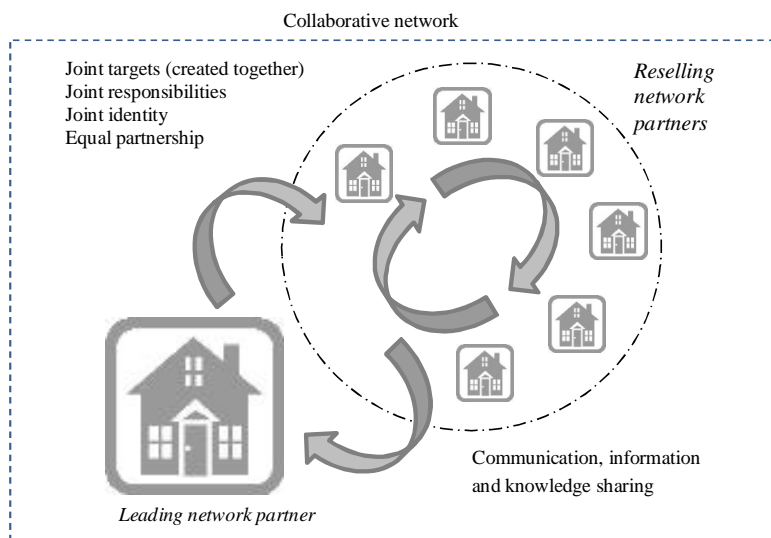 Collaborative network
Joint targets (created together)
Joint responsibilities
Joint identity
Equal partnership
Reselling
network
partners
Communication, information
and knowledge sharing
Leading network partner